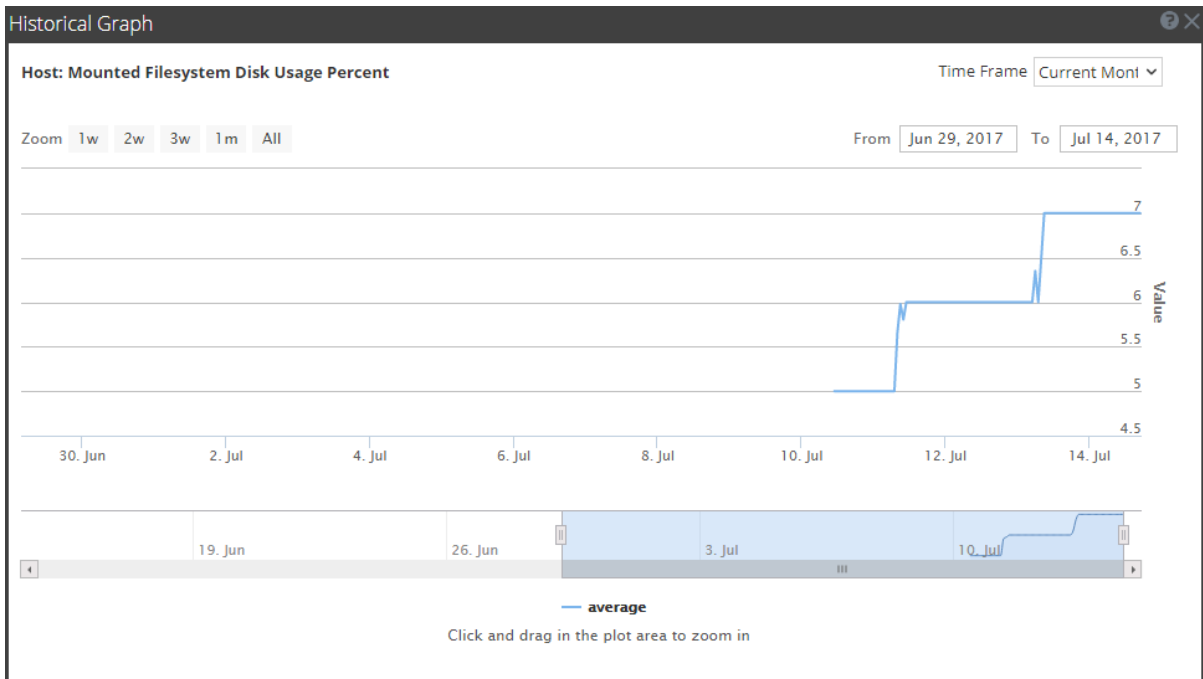 Historical Graph
Host: Mounted Filesystem Disk Usage Percent
Time Frame Current Mont
Zoom 1w 2w 3w 1m All
From Jun 29, 2017 To Jul 14, 2017
7
6.5
6
5.5
5
4.5
Value
30. Jun 2. Jul 4. Jul 6. Jul 8. Jul 10. Jul 12. Jul 14. Jul
19. Jun 26. Jun 3. Jul 10. Jul
average
Click and drag in the plot area to zoom in